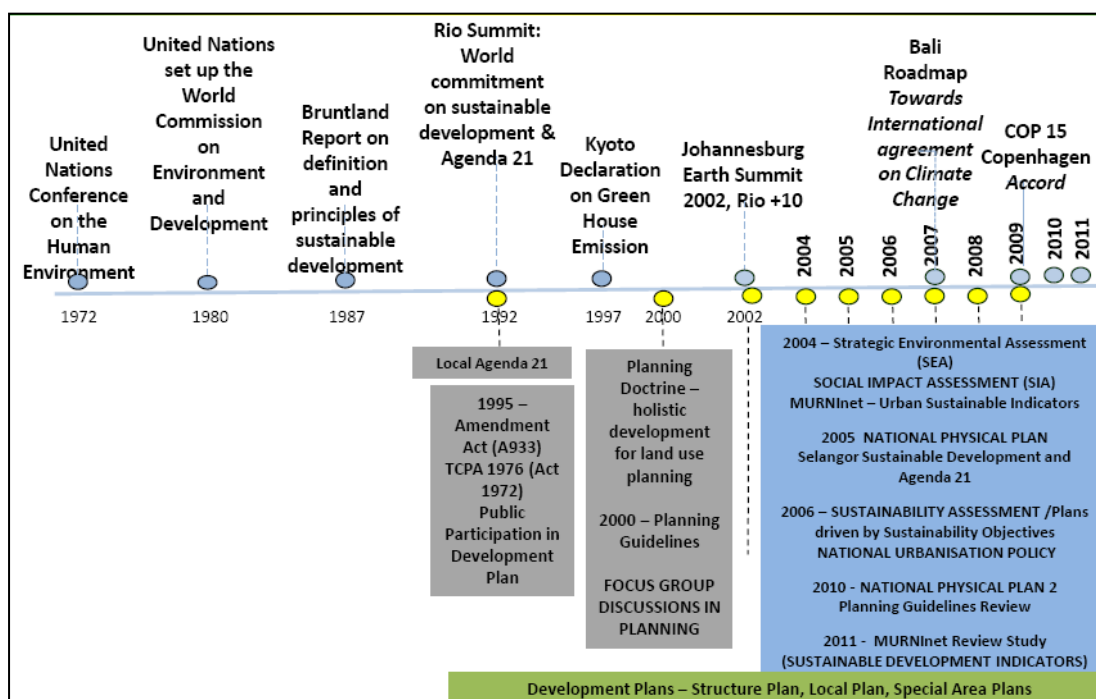 United
Nations
Conference
on the
Human
Environment
United Nations
set up the
World
Commission
on
Environment
and
Development
Bruntland
Report on
definition
and
principles of
sustainable
development
Rio Summit:
World
commitment
on sustainable
development &
Agenda 21
Kyoto
Declaration
on Green
House
Emission
Johannesburg
Earth Summit
2002, Rio +10
Bali
Roadmap
Towards
International
agreement
on Climate
Change
COP 15
Copenhagen
Accord
2004
2005
2006
2007
2008
2009
2010
2011
1972
1980
1987
1992
1997
2000
2002
Local Agenda 21
1995 –
Amendment
Act (A933)
TCPA 1976 (Act
1972)
Public
Participation in
Development
Plan
Planning
Doctrine –
holistic
development
for land use
planning
2000 – Planning
Guidelines
FOCUS GROUP
DISCUSSIONS IN
PLANNING
2004 – Strategic Environmental Assessment
(SEA)
SOCIAL IMPACT ASSESSMENT (SIA)
MURNInet – Urban Sustainable Indicators
2005 NATIONAL PHYSICAL PLAN
Selangor Sustainable Development and
Agenda 21
2006 – SUSTAINABILITY ASSESSMENT /Plans
driven by Sustainability Objectives
NATIONAL URBANISATION POLICY
2010 - NATIONAL PHYSICAL PLAN 2
Planning Guidelines Review
2011 - MURNInet Review Study
(SUSTAINABLE DEVELOPMENT INDICATORS)
Development Plans – Structure Plan, Local Plan, Special Area Plans